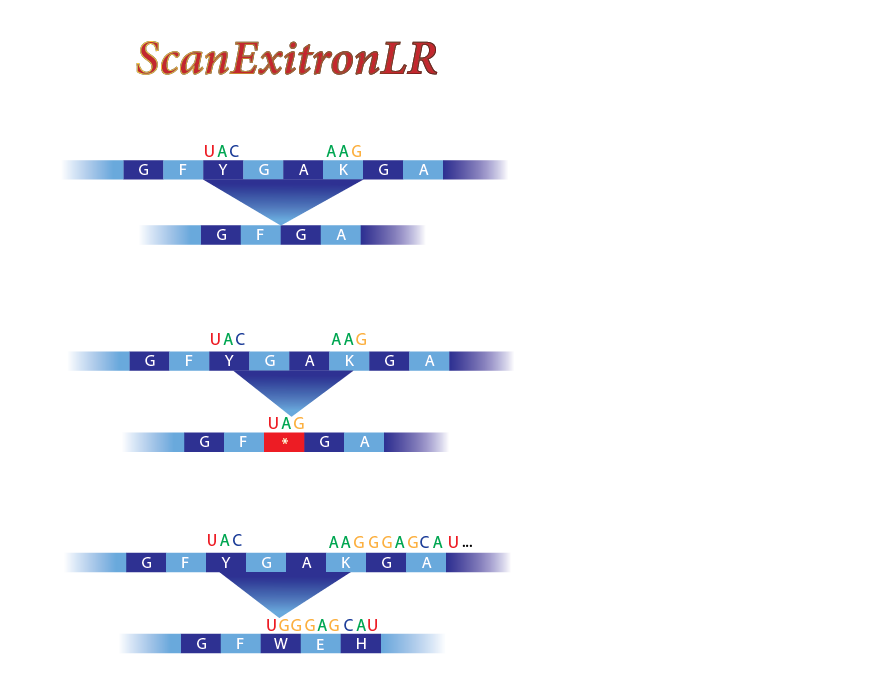 ScanExitronLR
UAC AAG
G F Y G A K G A
G F G A
UAC AAG
G F Y G A K G A
UAG
G F * G A
UAC AAGGGAGCAU...
G F Y G A K G A
UGGGAGCAU
G F W E H